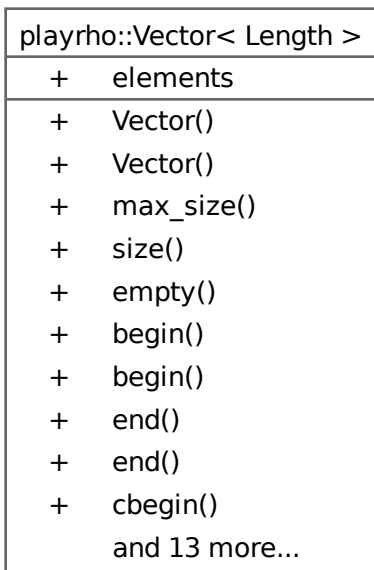 playrho::Vector< Length >
+ elements
+ Vector()
+ Vector()
+ max_size()
+ size()
+ empty()
+ begin()
+ begin()
+ end()
+ end()
+ cbegin()
and 13 more...